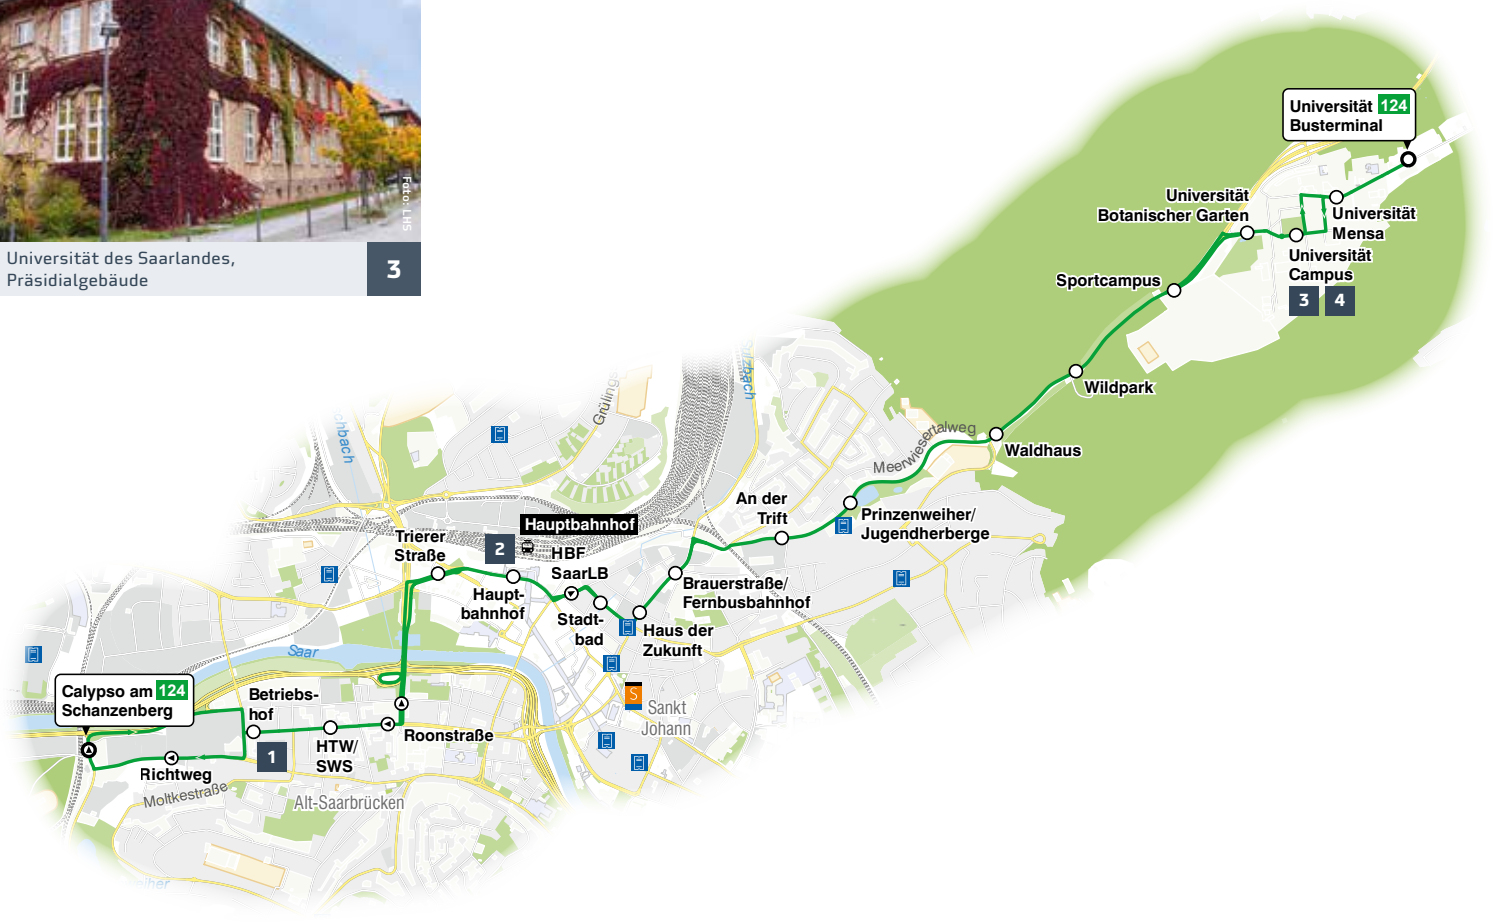 Foto: LHS
Universität des Saarlandes,
Präsidialgebäude
3
Universität 124
Busterminal
Universität
Botanischer Garten
Universität
Mensa
Universität
Campus
3 4
Sportcampus
Wildpark
Waldhaus
Meerwiesertalweg
Prinzenweiher/
Jugendherberge
An der
Trift
Brauerstraße/
Fernbusbahnhof
Haus der
Zukunft
Stadt-
bad
HBF
SaarLB
Hauptbahnhof
2
Haupt-
bahnhof
Trierer
Straße
Saar
Roonstraße
HTW/
SWS
Betriebs-
hof
1
Calypso am 124
Schanzenberg
Richtweg
Moltkestraße
Alt-Saarbrücken
S
Sankt
Johann
Grülings
chbach
ulzbach